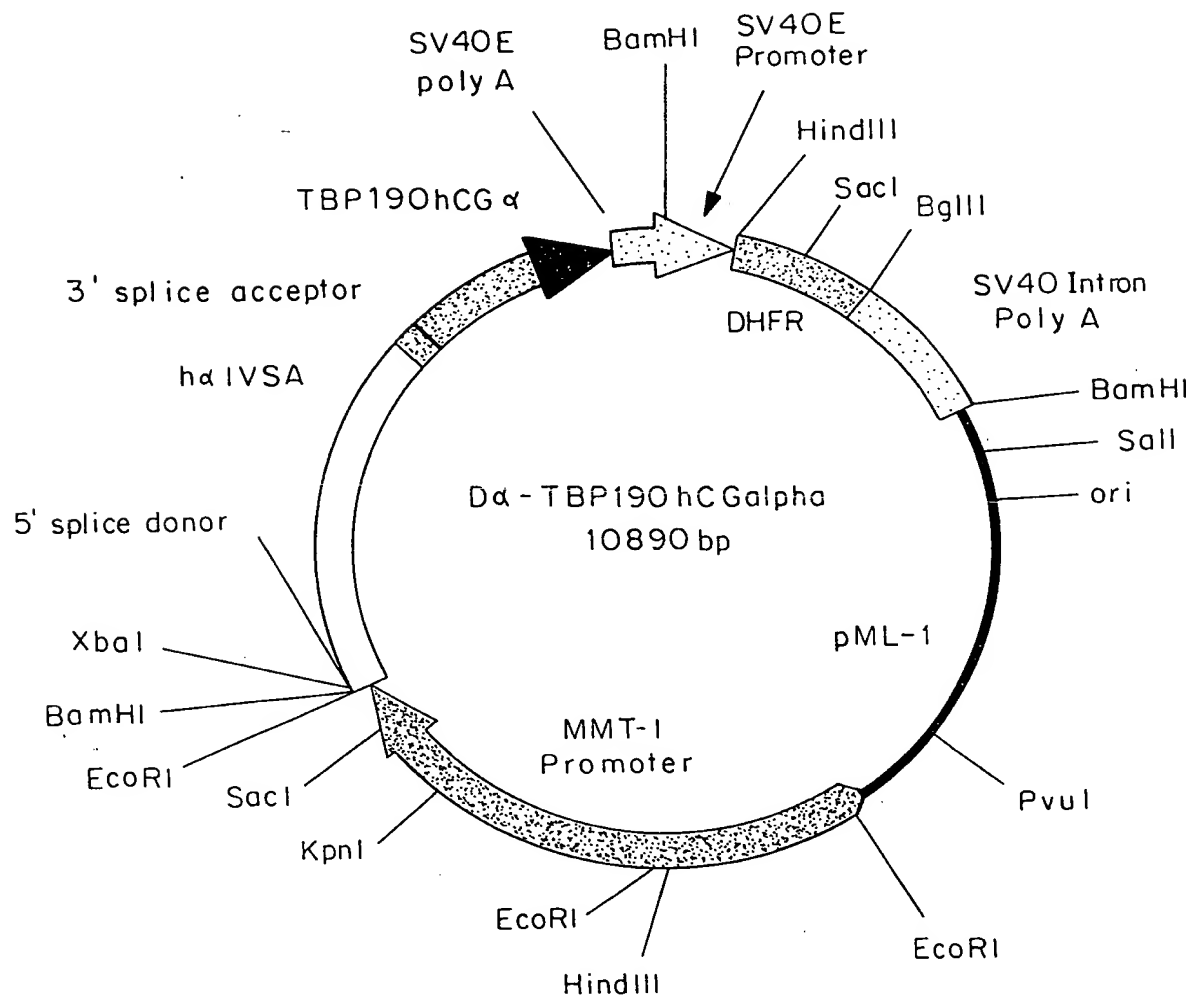 SV40E
poly A
BamHI
SV40E
Promoter
HindIII
SacI
BglII
TBP190hCG α
3' splice acceptor
SV40 Intron
Poly A
DHFR
hα IVSA
BamHI
SalI
ori
Dα - TBP190 hCGalpha
10890 bp
5' splice donor
pML-1
XbaI
BamHI
EcoRI
MMT-1
Promoter
SacI
PvuI
KpnI
EcoRI
EcoRI
HindIII